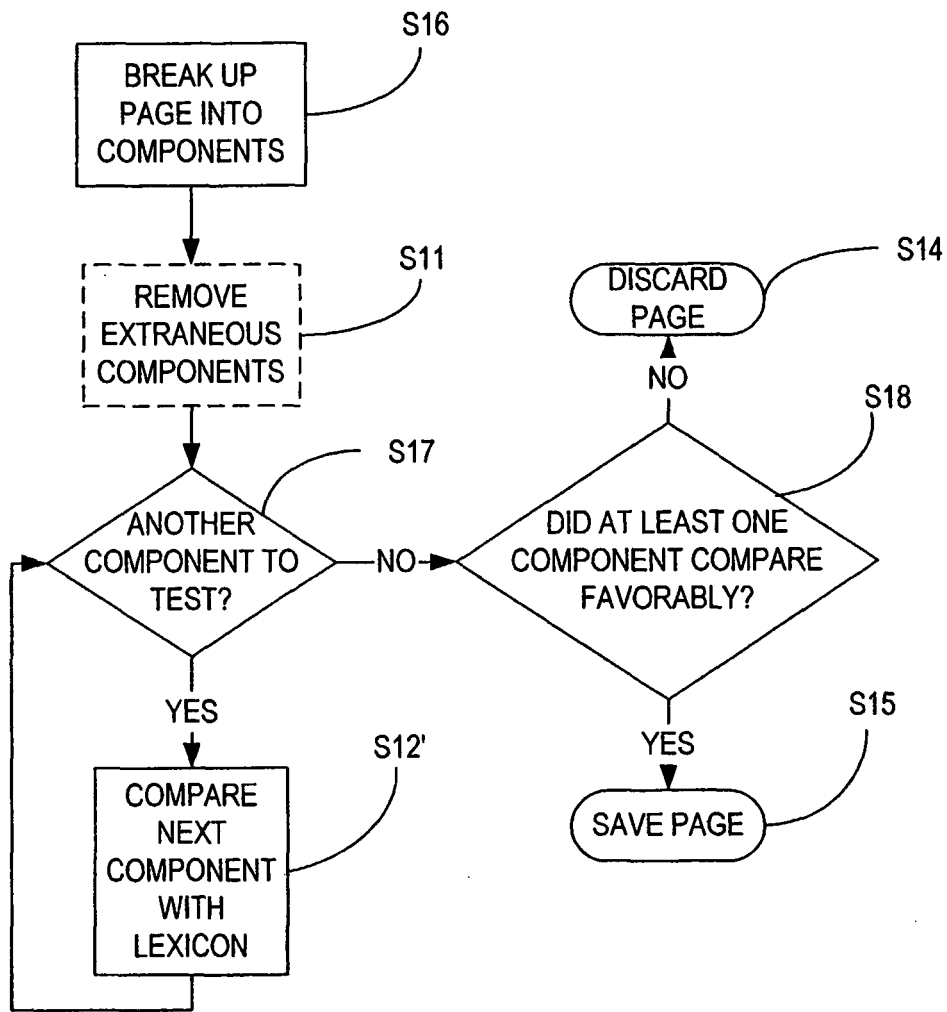 S16
BREAK UP
PAGE INTO
COMPONENTS
S11
REMOVE
EXTRANEOUS
COMPONENTS
S14
DISCARD
PAGE
NO
S18
S17
ANOTHER
COMPONENT TO
TEST?
NO
DID AT LEAST ONE
COMPONENT COMPARE
FAVORABLY?
YES
S12'
COMPARE
NEXT
COMPONENT
WITH
LEXICON
YES
S15
SAVE PAGE